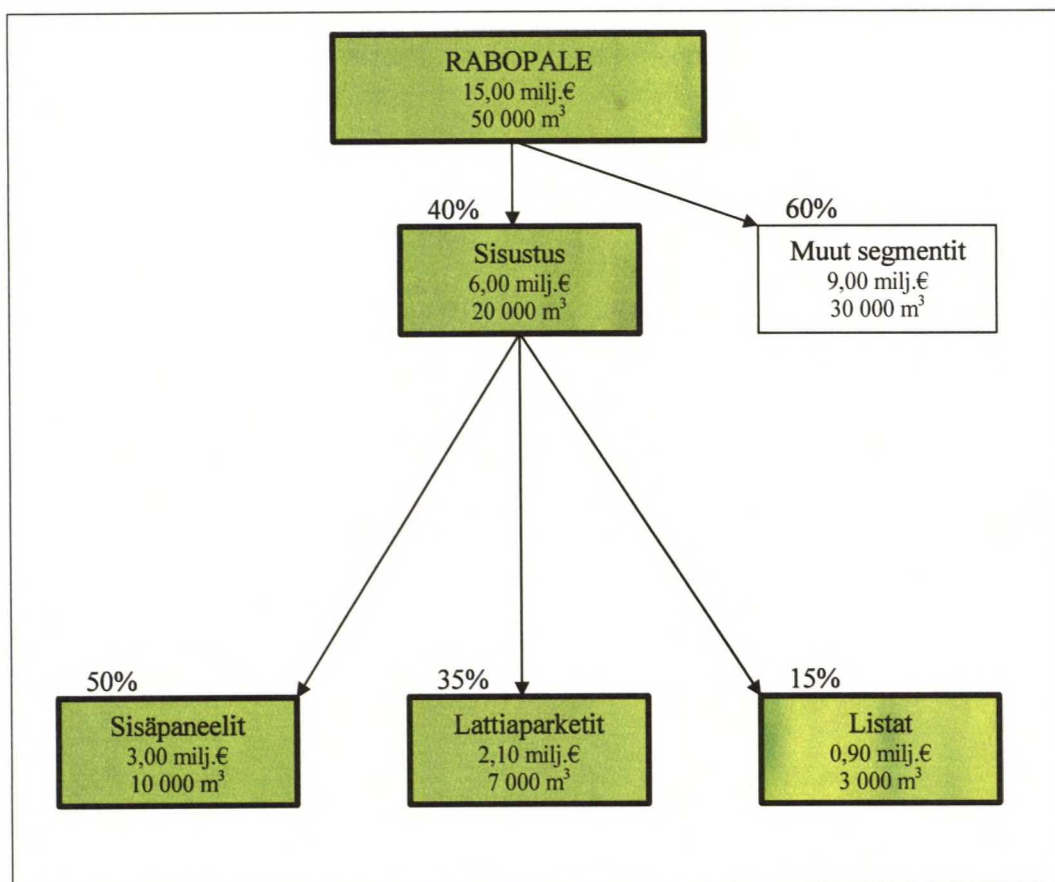 RABOPALE
15,00 milj.€
50 000 m³
40%
Sisustus
6,00 milj.€
20 000 m³
60%
Muut segmentit
9,00 milj.€
30 000 m³
50%
Sisäpaneelit
3,00 milj.€
10 000 m³
35%
Lattiaparketit
2,10 milj.€
7 000 m³
15%
Listat
0,90 milj.€
3 000 m³